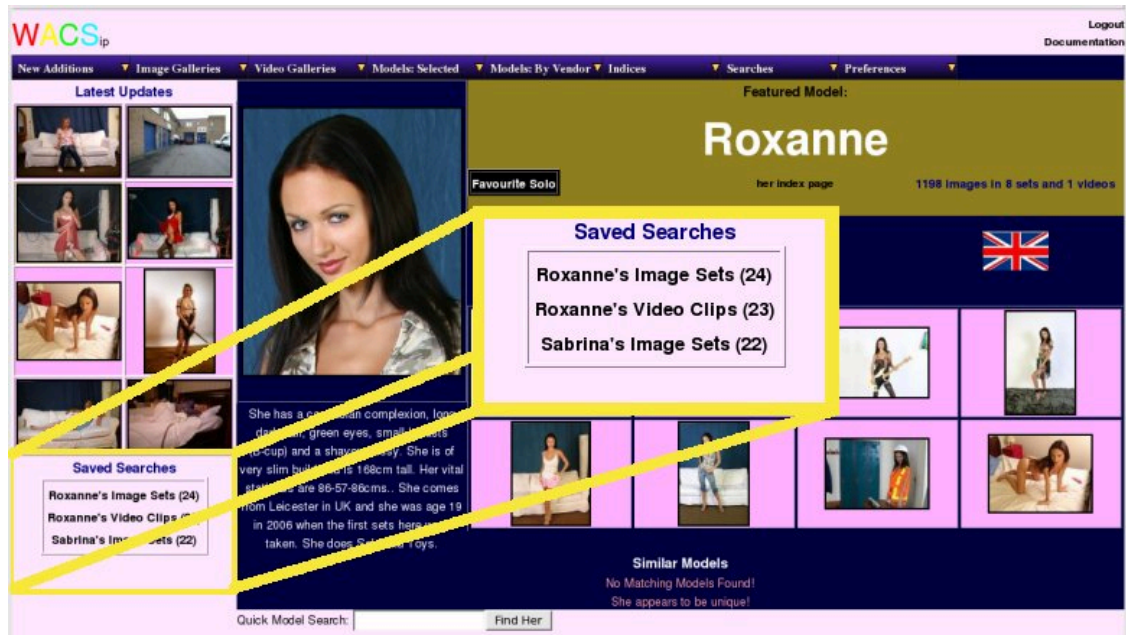 WACSip
Logout
Documentation
New Additions
Image Galleries
Video Galleries
Models: Selected
Models: By Vendor
Indices
Searches
Preferences
Latest Updates
Featured Model:
Roxanne
Favourite Solo
her index page
1198 images in 8 sets and 1 videos
Saved Searches
Roxanne's Image Sets (24)
Roxanne's Video Clips (23)
Sabrina's Image Sets (22)
She has a complexion, long
green eyes, small
cup) and a
very slim is 168cm tall. Her vital
are 86-57-86cms.. She comes
from Leicester in UK and she was age 19
in 2006 when the first sets here
taken. She does Toys.
Saved Searches
Roxanne's Image Sets (24)
Roxanne's Video Clips
Sabrina's Sets (22)
Similar Models
No Matching Models Found!
She appears to be unique!
Quick Model Search:
Find Her